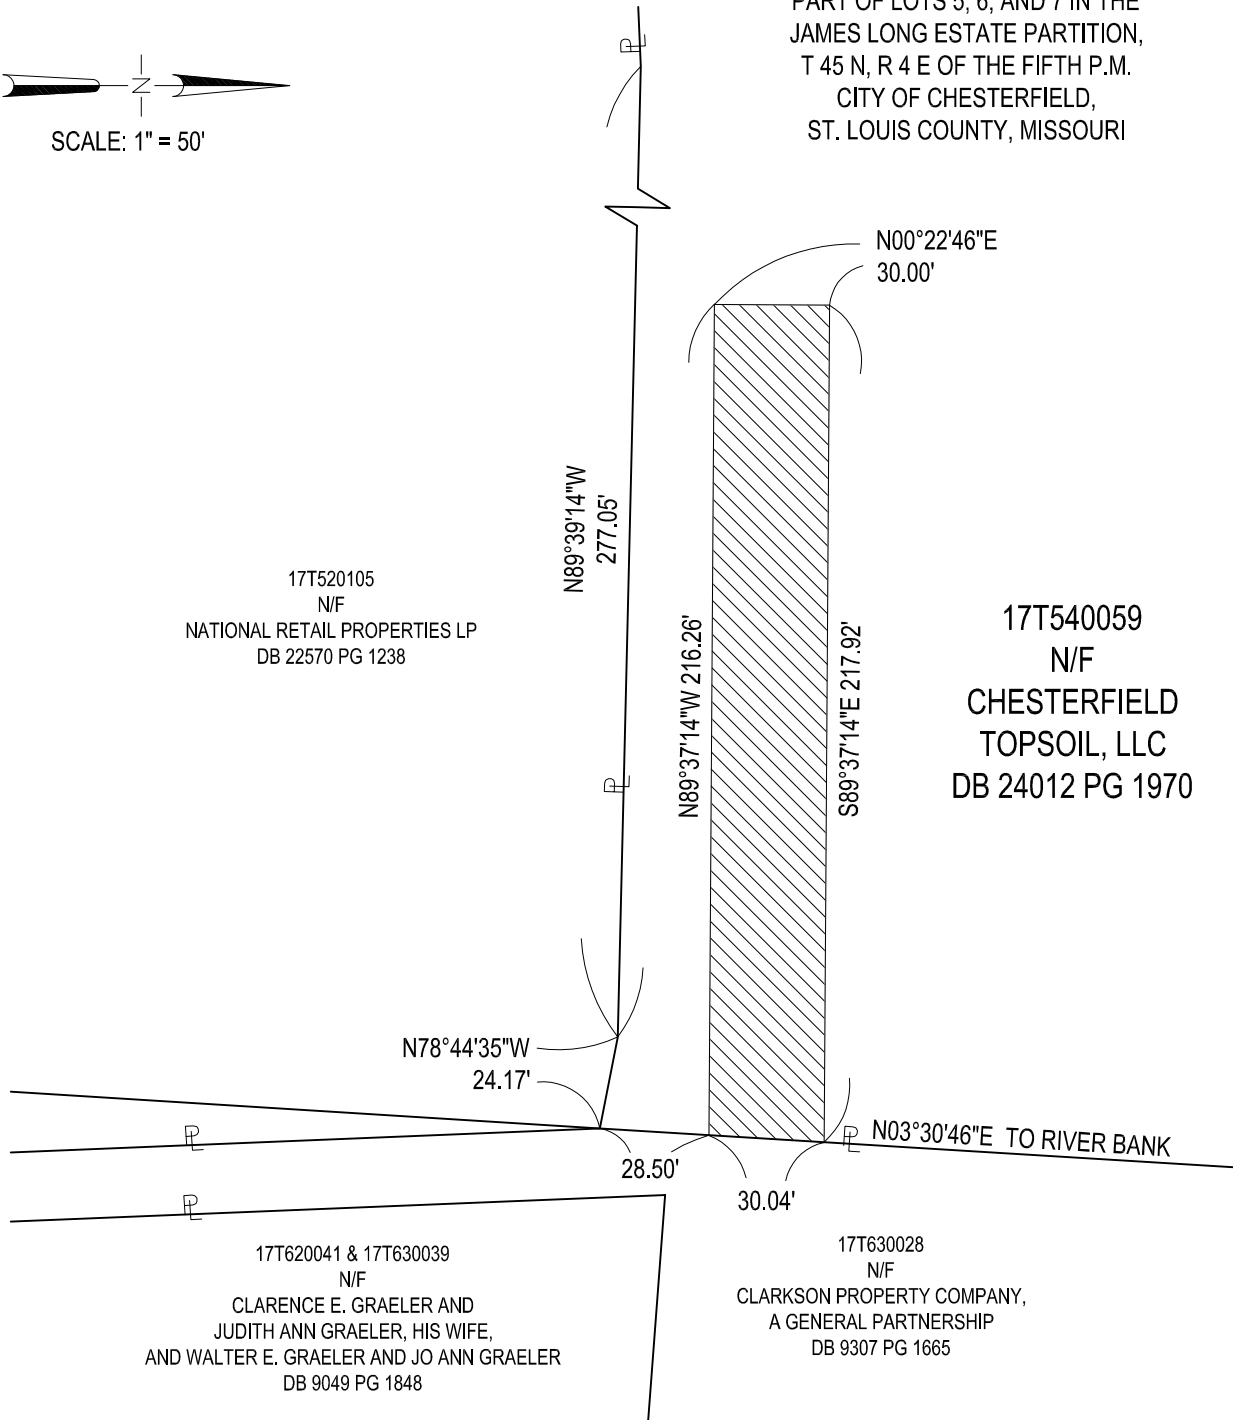 PART OF LOTS 5, 6, AND 7 IN THE
JAMES LONG ESTATE PARTITION,
T 45 N, R 4 E OF THE FIFTH P.M.
CITY OF CHESTERFIELD,
ST. LOUIS COUNTY, MISSOURI
N
SCALE: 1" = 50'
PL
N00°22'46"E
30.00'
N89°39'14"W
277.05'
17T520105
N/F
NATIONAL RETAIL PROPERTIES LP
DB 22570 PG 1238
N89°37'14"W 216.26'
S89°37'14"E 217.92'
17T540059
N/F
CHESTERFIELD
TOPSOIL, LLC
DB 24012 PG 1970
PL
N78°44'35"W
24.17'
PL
PL
N03°30'46"E TO RIVER BANK
28.50'
30.04'
PL
17T620041 & 17T630039
N/F
CLARENCE E. GRAELER AND
JUDITH ANN GRAELER, HIS WIFE,
AND WALTER E. GRAELER AND JO ANN GRAELER
DB 9049 PG 1848
17T630028
N/F
CLARKSON PROPERTY COMPANY,
A GENERAL PARTNERSHIP
DB 9307 PG 1665